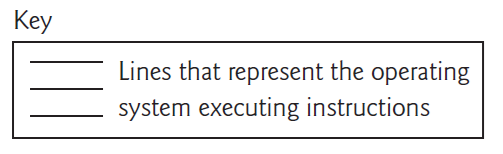 Key
Lines that represent the operating
system executing instructions